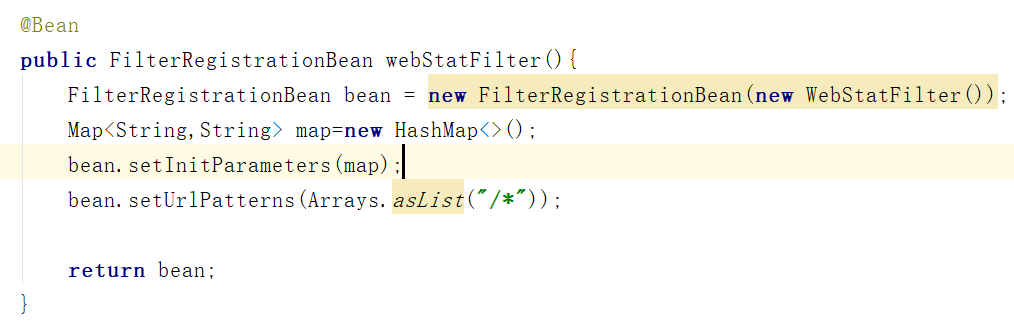 @Bean
public FilterRegistrationBean webStatFilter(){
FilterRegistrationBean bean = new FilterRegistrationBean(new WebStatFilter());
Map<String,String> map=new HashMap<>();
bean.setInitParameters(map);
bean.setUrlPatterns(Arrays.asList("/*"));
return bean;
}